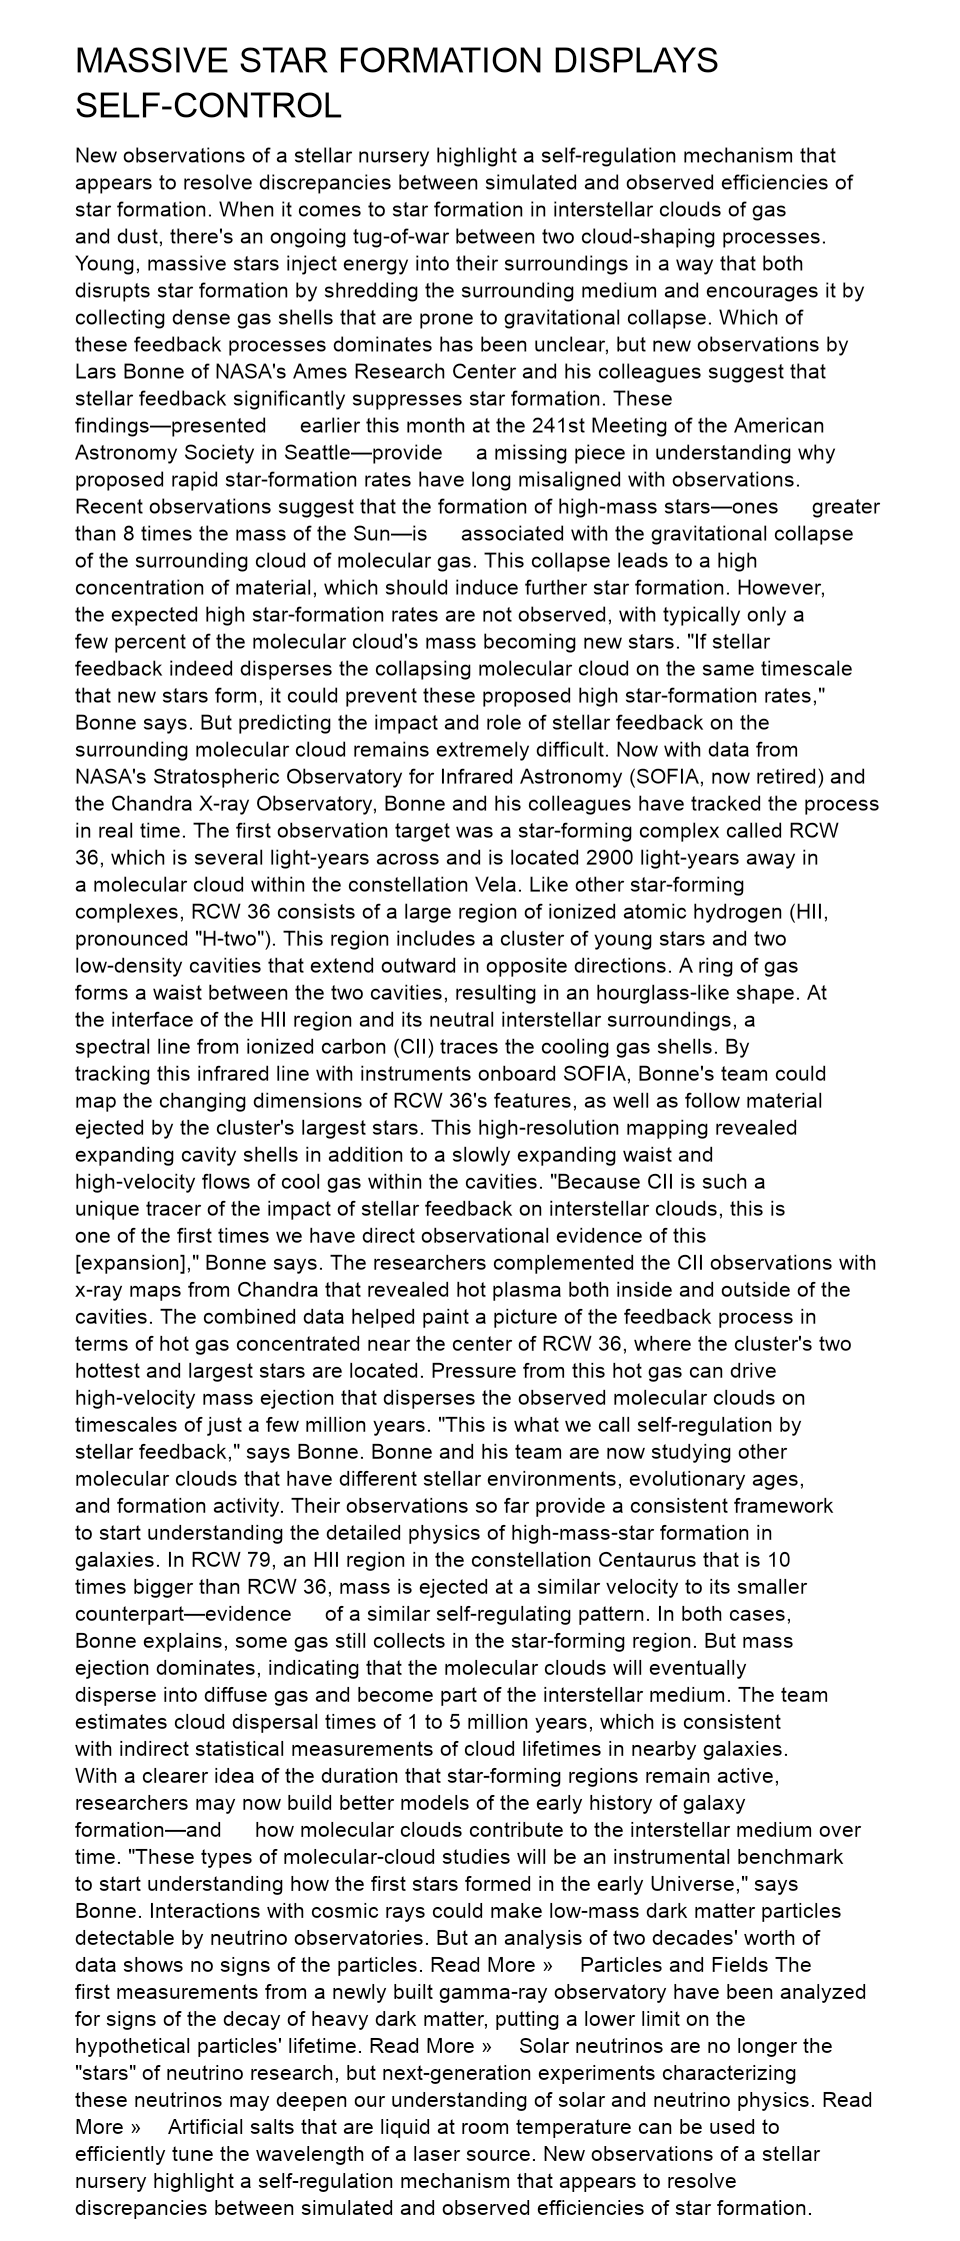 MASSIVE STAR FORMATION DISPLAYS
SELF-CONTROL
New observations of a stellar nursery highlight a self-regulation mechanism that
appears to resolve discrepancies between simulated and observed efficiencies of
star formation. When it comes to star formation in interstellar clouds of gas
and dust, there's an ongoing tug-of-war between two cloud-shaping processes.
Young, massive stars inject energy into their surroundings in a way that both
disrupts star formation by shredding the surrounding medium and encourages it by
collecting dense gas shells that are prone to gravitational collapse. Which of
these feedback processes dominates has been unclear, but new observations by
Lars Bonne of NASA's Ames Research Center and his colleagues suggest that
stellar feedback significantly suppresses star formation. These
findings—presented earlier this month at the 241st Meeting of the American
Astronomy Society in Seattle—provide a missing piece in understanding why
proposed rapid star-formation rates have long misaligned with observations.
Recent observations suggest that the formation of high-mass stars—ones greater
than 8 times the mass of the Sun—is associated with the gravitational collapse
of the surrounding cloud of molecular gas. This collapse leads to a high
concentration of material, which should induce further star formation. However,
the expected high star-formation rates are not observed, with typically only a
few percent of the molecular cloud's mass becoming new stars. "If stellar
feedback indeed disperses the collapsing molecular cloud on the same timescale
that new stars form, it could prevent these proposed high star-formation rates,"
Bonne says. But predicting the impact and role of stellar feedback on the
surrounding molecular cloud remains extremely difficult. Now with data from
NASA's Stratospheric Observatory for Infrared Astronomy (SOFIA, now retired) and
the Chandra X-ray Observatory, Bonne and his colleagues have tracked the process
in real time. The first observation target was a star-forming complex called RCW
36, which is several light-years across and is located 2900 light-years away in
a molecular cloud within the constellation Vela. Like other star-forming
complexes, RCW 36 consists of a large region of ionized atomic hydrogen (HII,
pronounced "H-two"). This region includes a cluster of young stars and two
low-density cavities that extend outward in opposite directions. A ring of gas
forms a waist between the two cavities, resulting in an hourglass-like shape. At
the interface of the HII region and its neutral interstellar surroundings, a
spectral line from ionized carbon (CII) traces the cooling gas shells. By
tracking this infrared line with instruments onboard SOFIA, Bonne's team could
map the changing dimensions of RCW 36's features, as well as follow material
ejected by the cluster's largest stars. This high-resolution mapping revealed
expanding cavity shells in addition to a slowly expanding waist and
high-velocity flows of cool gas within the cavities. "Because CII is such a
unique tracer of the impact of stellar feedback on interstellar clouds, this is
one of the first times we have direct observational evidence of this
[expansion]," Bonne says. The researchers complemented the CII observations with
x-ray maps from Chandra that revealed hot plasma both inside and outside of the
cavities. The combined data helped paint a picture of the feedback process in
terms of hot gas concentrated near the center of RCW 36, where the cluster's two
hottest and largest stars are located. Pressure from this hot gas can drive
high-velocity mass ejection that disperses the observed molecular clouds on
timescales of just a few million years. "This is what we call self-regulation by
stellar feedback," says Bonne. Bonne and his team are now studying other
molecular clouds that have different stellar environments, evolutionary ages,
and formation activity. Their observations so far provide a consistent framework
to start understanding the detailed physics of high-mass-star formation in
galaxies. In RCW 79, an HII region in the constellation Centaurus that is 10
times bigger than RCW 36, mass is ejected at a similar velocity to its smaller
counterpart—evidence of a similar self-regulating pattern. In both cases,
Bonne explains, some gas still collects in the star-forming region. But mass
ejection dominates, indicating that the molecular clouds will eventually
disperse into diffuse gas and become part of the interstellar medium. The team
estimates cloud dispersal times of 1 to 5 million years, which is consistent
with indirect statistical measurements of cloud lifetimes in nearby galaxies.
With a clearer idea of the duration that star-forming regions remain active,
researchers may now build better models of the early history of galaxy
formation—and how molecular clouds contribute to the interstellar medium over
time. "These types of molecular-cloud studies will be an instrumental benchmark
to start understanding how the first stars formed in the early Universe," says
Bonne. Interactions with cosmic rays could make low-mass dark matter particles
detectable by neutrino observatories. But an analysis of two decades' worth of
data shows no signs of the particles. Read More » Particles and Fields The
first measurements from a newly built gamma-ray observatory have been analyzed
for signs of the decay of heavy dark matter, putting a lower limit on the
hypothetical particles' lifetime. Read More » Solar neutrinos are no longer the
"stars" of neutrino research, but next-generation experiments characterizing
these neutrinos may deepen our understanding of solar and neutrino physics. Read
More » Artificial salts that are liquid at room temperature can be used to
efficiently tune the wavelength of a laser source. New observations of a stellar
nursery highlight a self-regulation mechanism that appears to resolve
discrepancies between simulated and observed efficiencies of star formation.